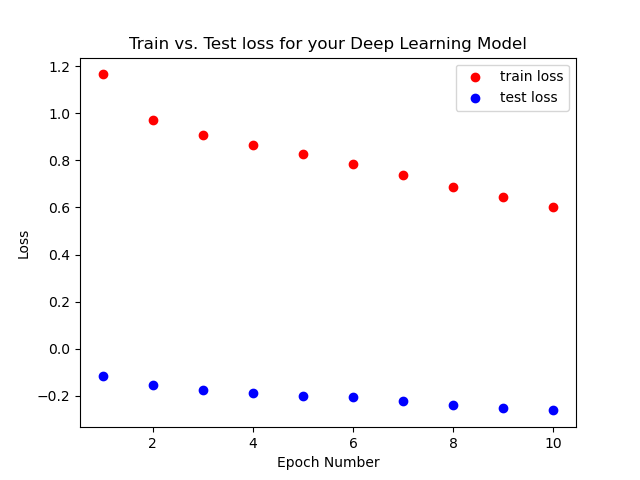 Train vs. Test loss for your Deep Learning Model
train loss
test loss
1.2
1.0
0.8
0.6
0.4
0.2
0.0
−0.2
Loss
2 4 6 8 10
Epoch Number